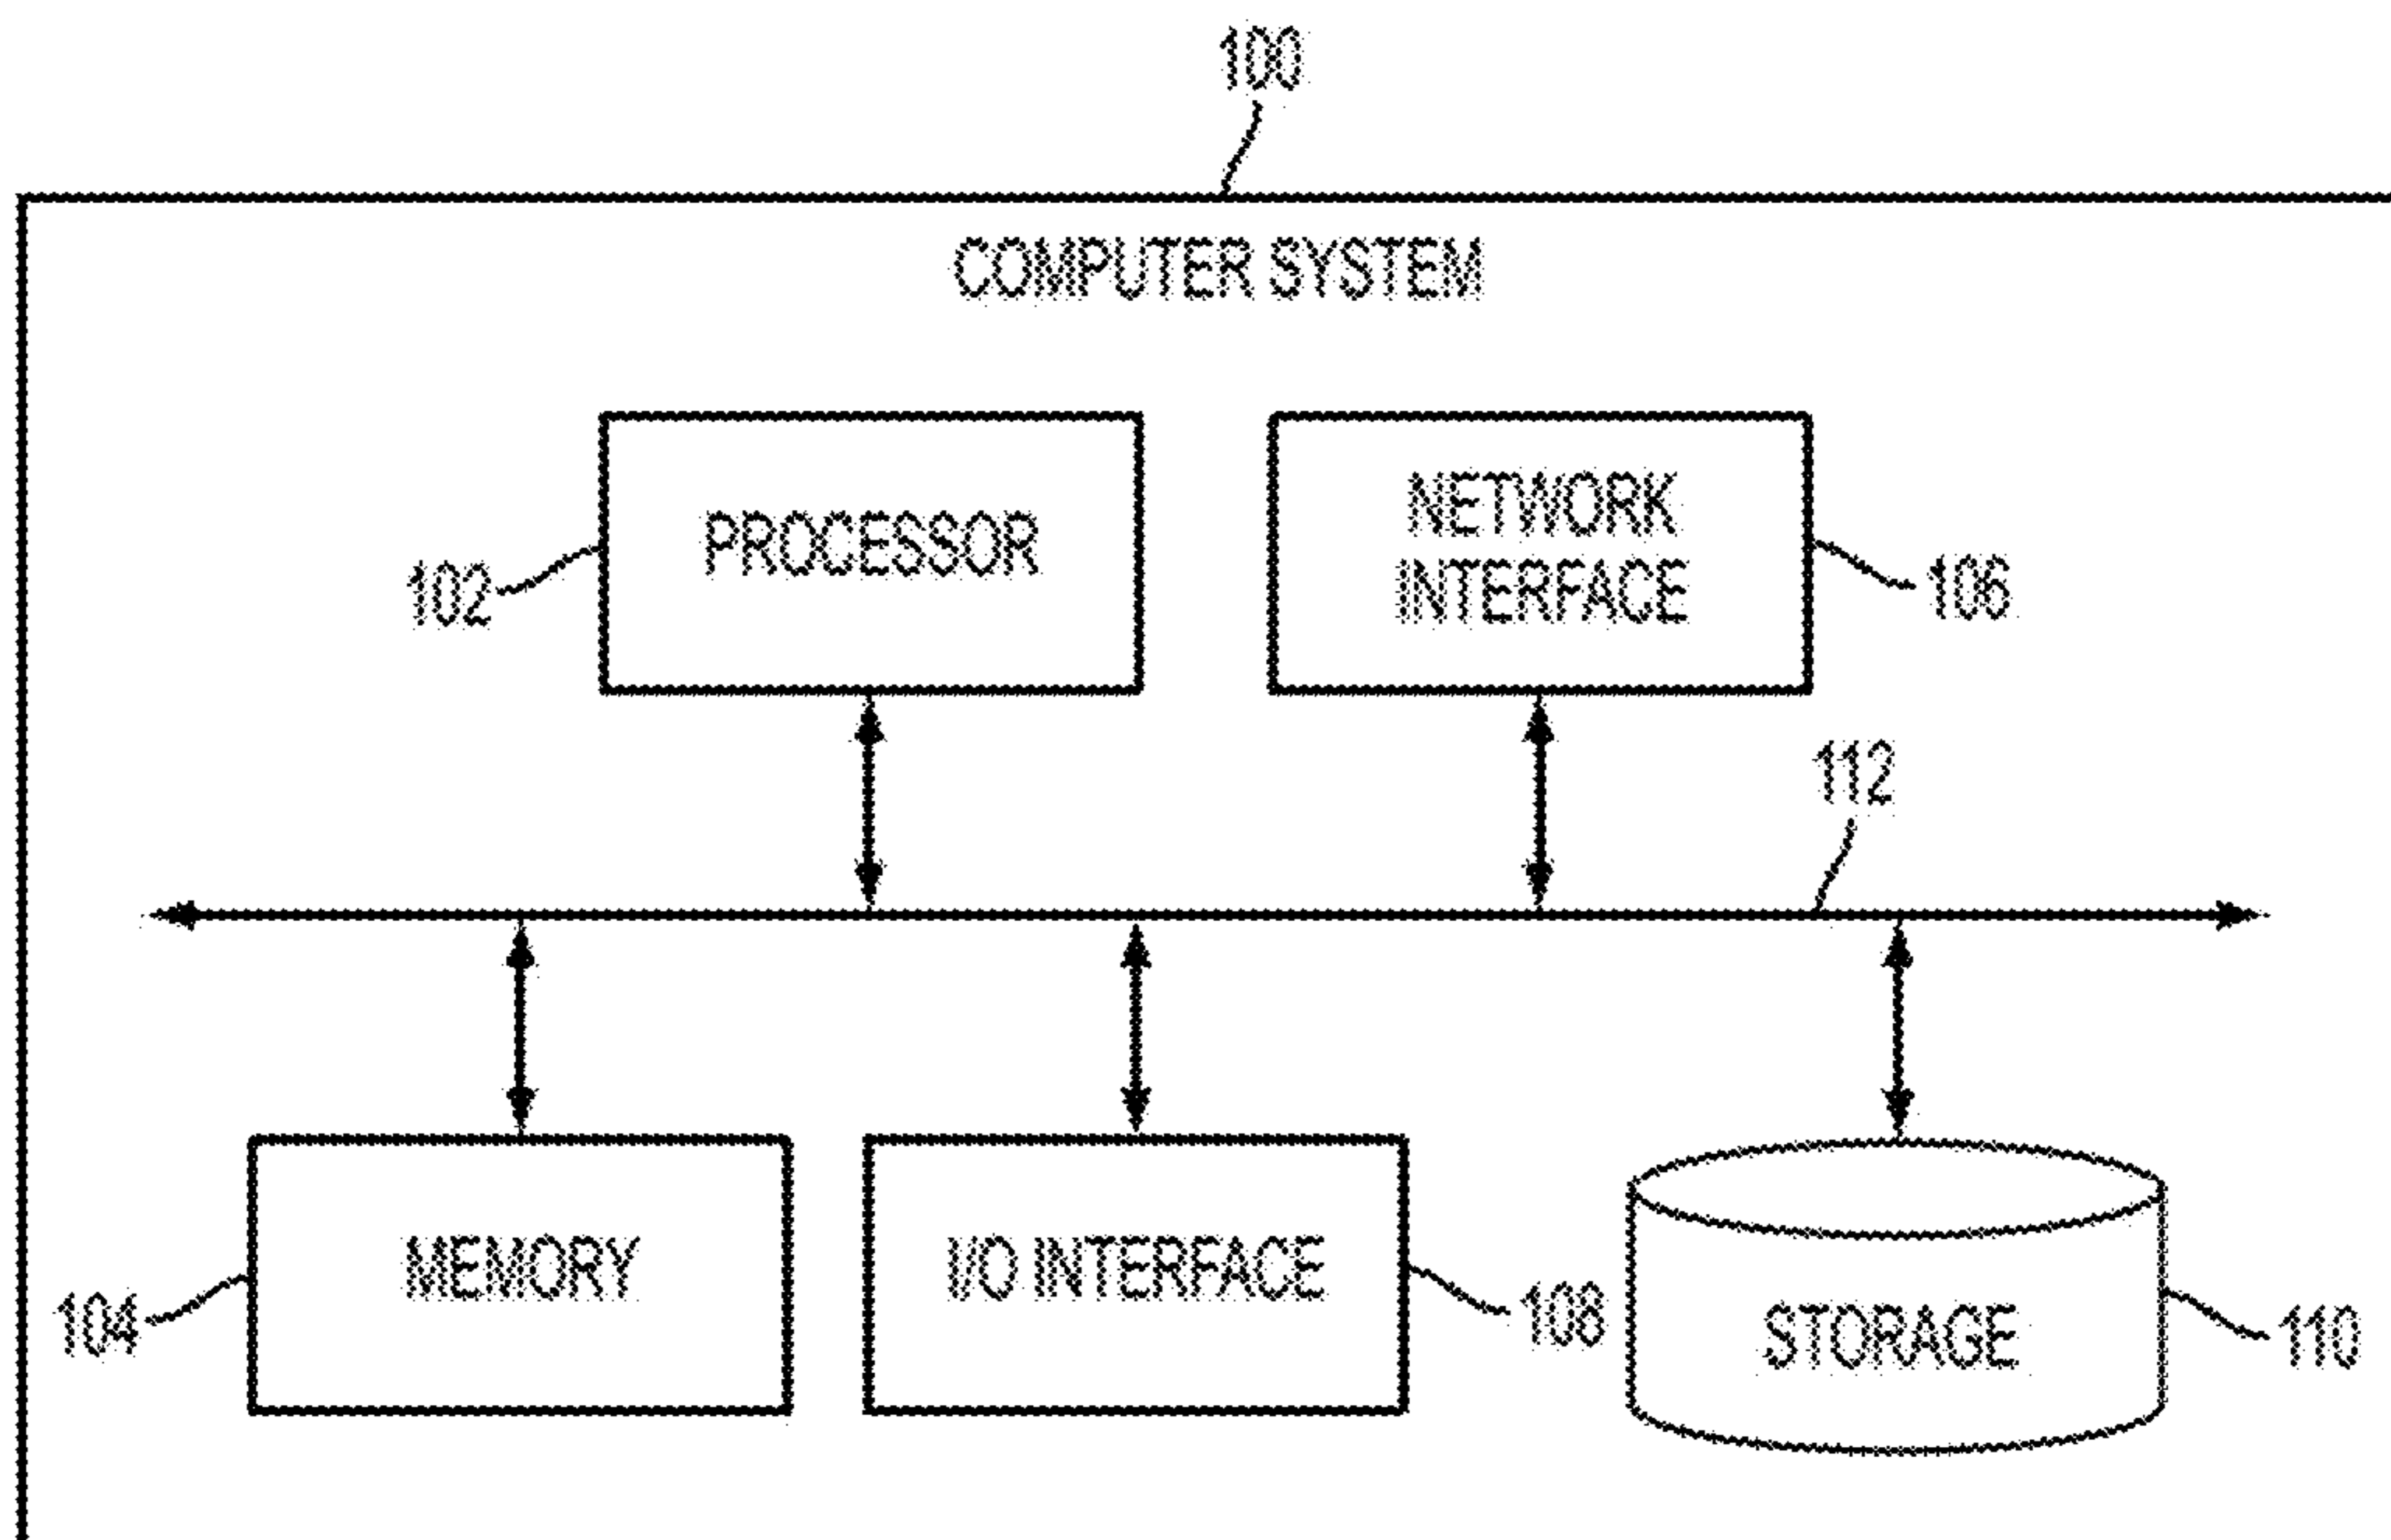 100
COMPUTER SYSTEM
PROCESSOR
NETWORK
INTERFACE
102
106
112
MEMORY
I/O INTERFACE
STORAGE
104
108
110